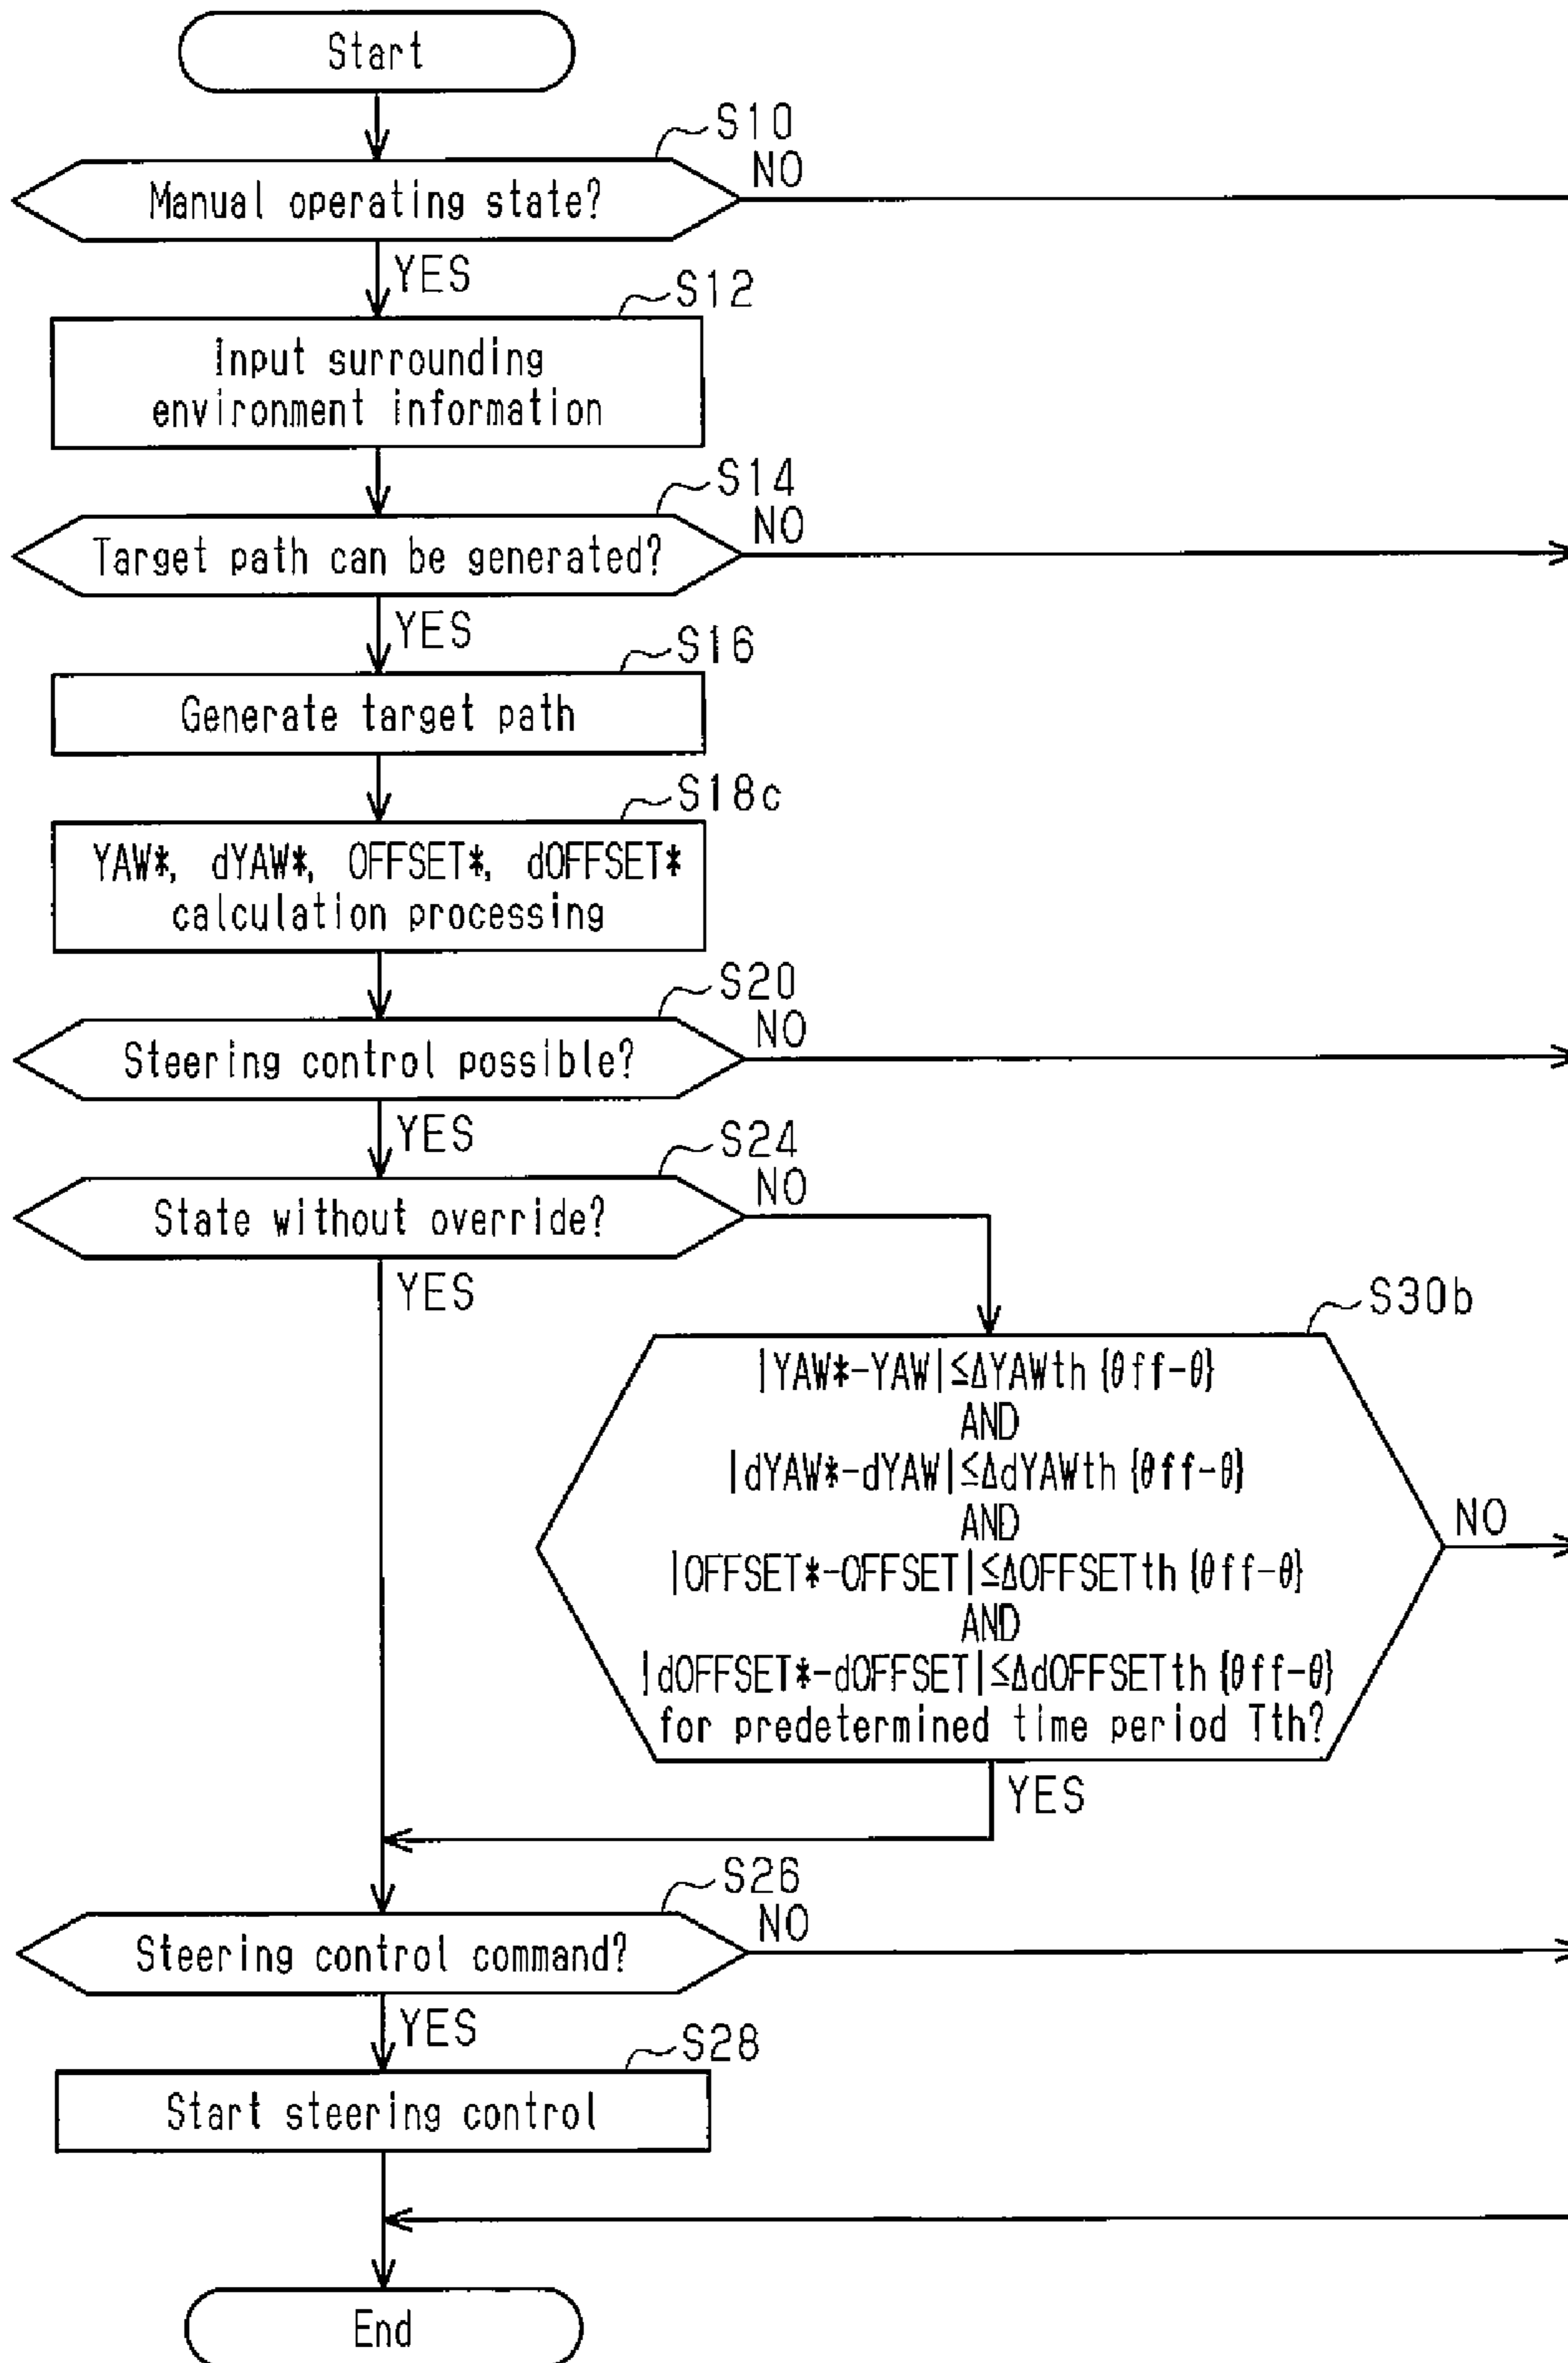 Start
S10
NO
Manual operating state?
YES
S12
Input surrounding
environment information
S14
NO
Target path can be generated?
YES
S16
Generate target path
S18c
YAW*, dYAW*, OFFSET*, dOFFSET*
calculation processing
S20
NO
Steering control possible?
YES
S24
NO
State without override?
YES
S30b
|YAW*-YAW|≦ΔYAWth {θff-θ}
AND
|dYAW*-dYAW|≦ΔdYAWth {θff-θ}
AND
NO
|OFFSET*-OFFSET|≦ΔOFFSETth {θff-θ}
AND
|dOFFSET*-dOFFSET|≦ΔdOFFSETth {θff-θ}
for predetermined time period Tth?
YES
S26
NO
Steering control command?
YES
S28
Start steering control
End